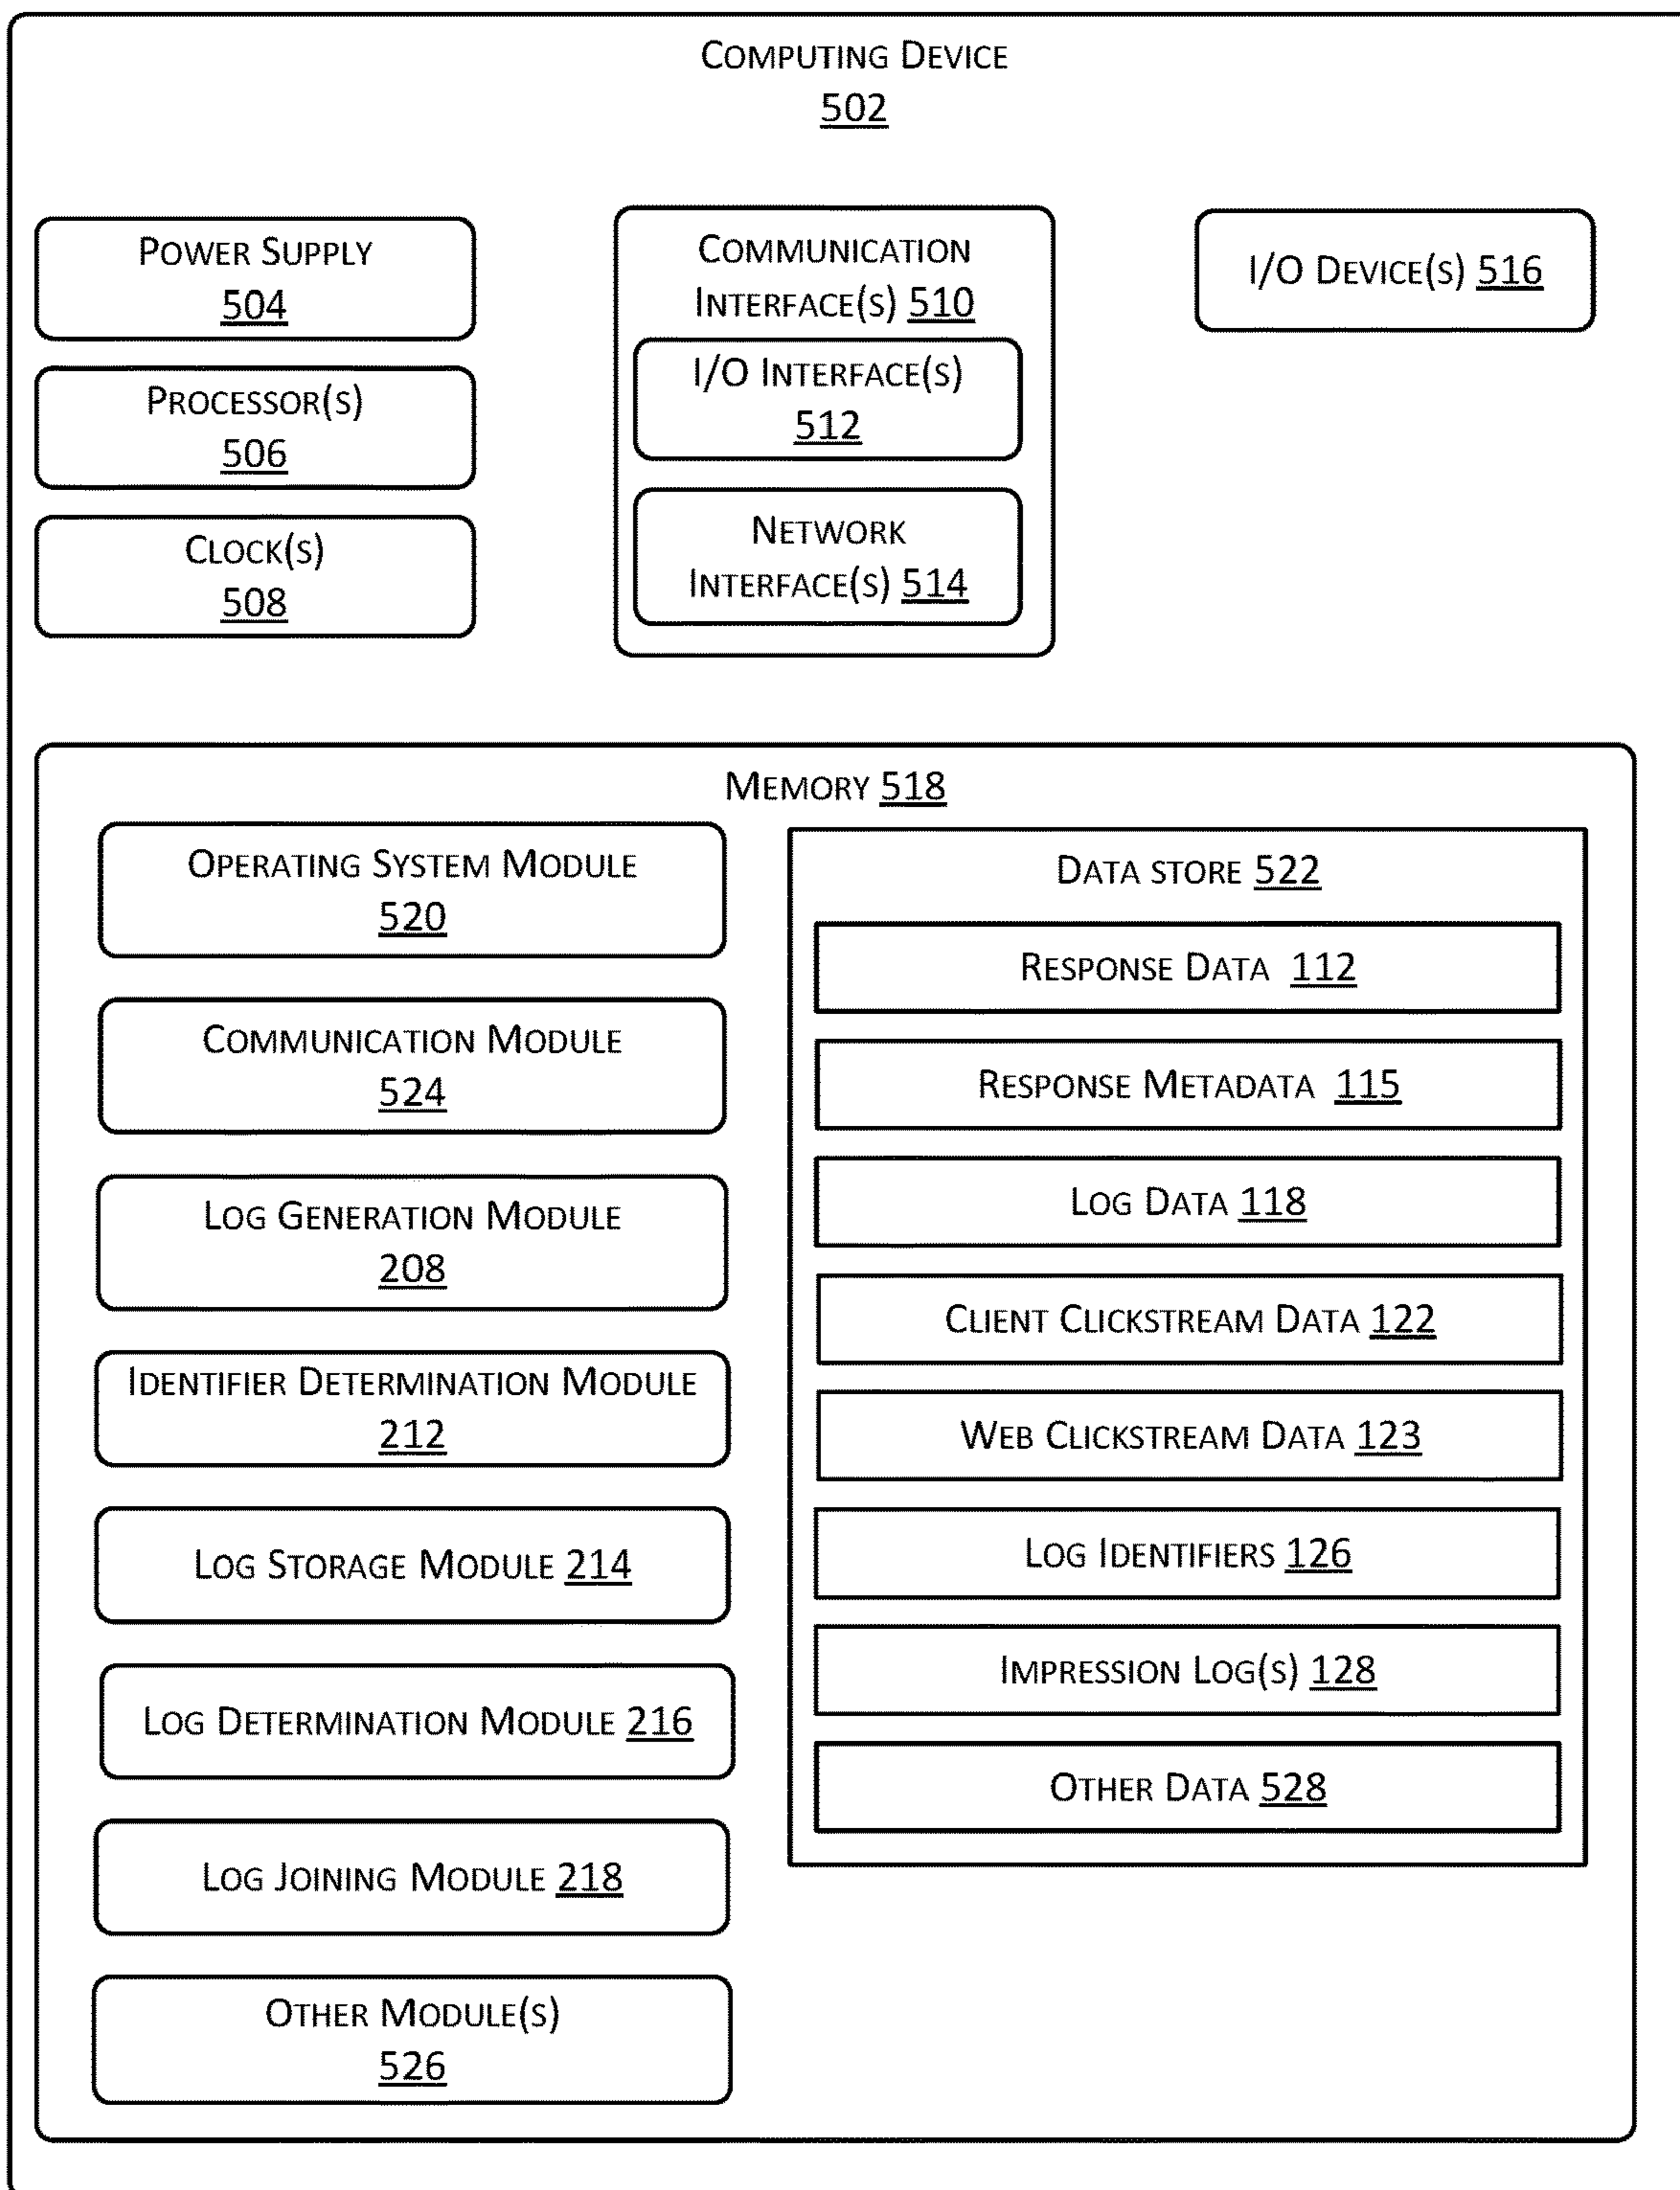 COMPUTING DEVICE
502
POWER SUPPLY
504
PROCESSOR(S)
506
CLOCK(S)
508
COMMUNICATION
INTERFACE(S) 510
I/O INTERFACE(S)
512
NETWORK
INTERFACE(S) 514
I/O DEVICE(S) 516
MEMORY 518
OPERATING SYSTEM MODULE
520
COMMUNICATION MODULE
524
LOG GENERATION MODULE
208
IDENTIFIER DETERMINATION MODULE
212
LOG STORAGE MODULE 214
LOG DETERMINATION MODULE 216
LOG JOINING MODULE 218
OTHER MODULE(S)
526
DATA STORE 522
RESPONSE DATA 112
RESPONSE METADATA 115
LOG DATA 118
CLIENT CLICKSTREAM DATA 122
WEB CLICKSTREAM DATA 123
LOG IDENTIFIERS 126
IMPRESSION LOG(S) 128
OTHER DATA 528